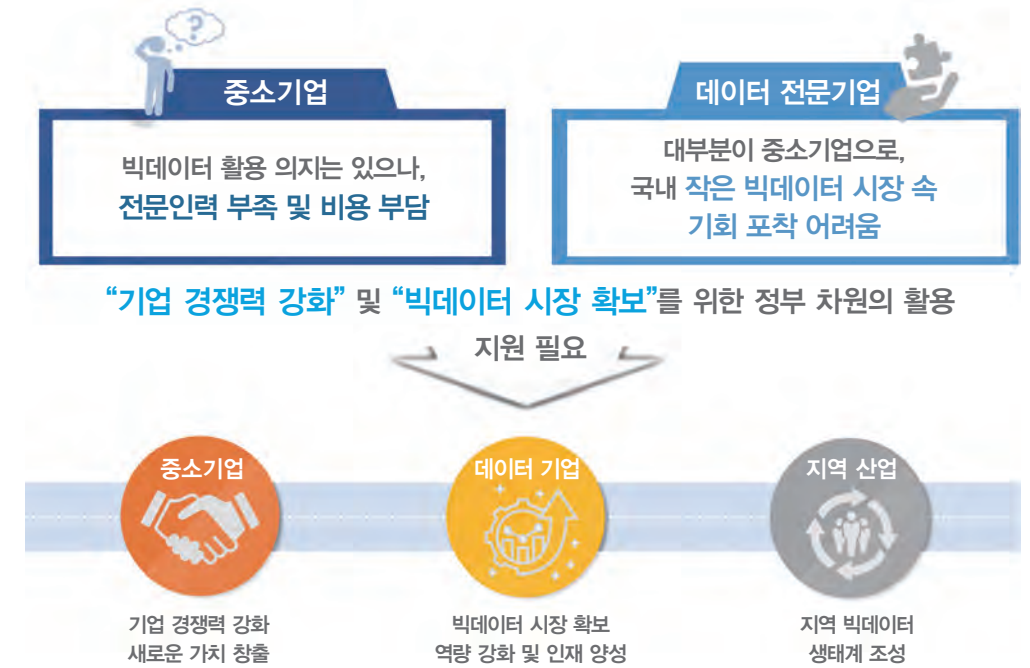 ?
중소기업
빅데이터 활용 의지는 있으나,
전문인력 부족 및 비용 부담
데이터 전문기업
대부분이 중소기업으로,
국내 작은 빅데이터 시장 속
기회 포착 어려움
“기업 경쟁력 강화” 및 “빅데이터 시장 확보”를 위한 정부 차원의 활용
지원 필요
중소기업
기업 경쟁력 강화
새로운 가치 창출
데이터 기업
빅데이터 시장 확보
역량 강화 및 인재 양성
지역 산업
지역 빅데이터
생태계 조성